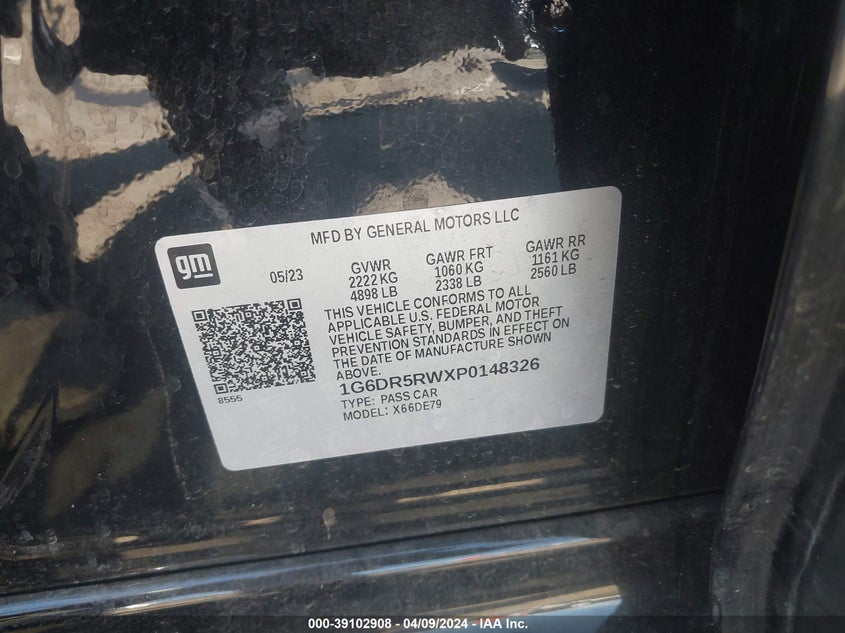 MFD BY GENERAL MOTORS LLC
gm
05/23
GVWR
2222 KG
4898 LB
GAWR FRT
1060 KG
2338 LB
GAWR RR
1161 KG
2560 LB
THIS VEHICLE CONFORMS TO ALL
APPLICABLE U.S. FEDERAL MOTOR
VEHICLE SAFETY, BUMPER, AND THEFT
PREVENTION STANDARDS IN EFFECT ON
THE DATE OF MANUFACTURE SHOWN
ABOVE.
8555
1G6DR5RWXP0148326
TYPE: PASS CAR
MODEL: X66DE79
000-39102908 - 04/09/2024 - IAA Inc.